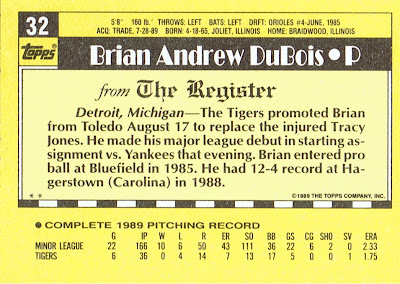 32
5'8" 160 lb.' THROWS: LEFT BATS: LEFT DRFT: ORIOLES #4-JUNE, 1985
ACQ: TRADE, 7-28-89 BORN: 4-18-65, JOLIET, ILLINOIS HOME: BRAIDWOOD, ILLINOIS
TOPPS Brian Andrew DuBois • P
from The Register
Detroit, Michigan—The Tigers promoted Brian
from Toledo August 17 to replace the injured Tracy
Jones. He made his major league debut in starting as-
signment vs. Yankees that evening. Brian entered pro
ball at Bluefield in 1985. He had 12-4 record at Ha-
gerstown (Carolina) in 1988.
* * ©1989 THE TOPPS COMPANY, INC.
• COMPLETE 1989 PITCHING RECORD
G IP W L R ER SO BB GS CG SHO SV ERA
MINOR LEAGUE 22 166 10 6 50 43 111 36 22 6 2 0 2.33
TIGERS 6 36 0 4 14 7 13 17 5 0 0 1 1.75